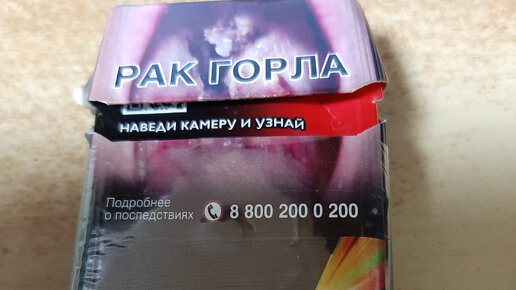 РАК ГОРЛА
НАВЕДИ КАМЕРУ И УЗНАЙ
Подробнее
о последствиях
8 800 200 0 200